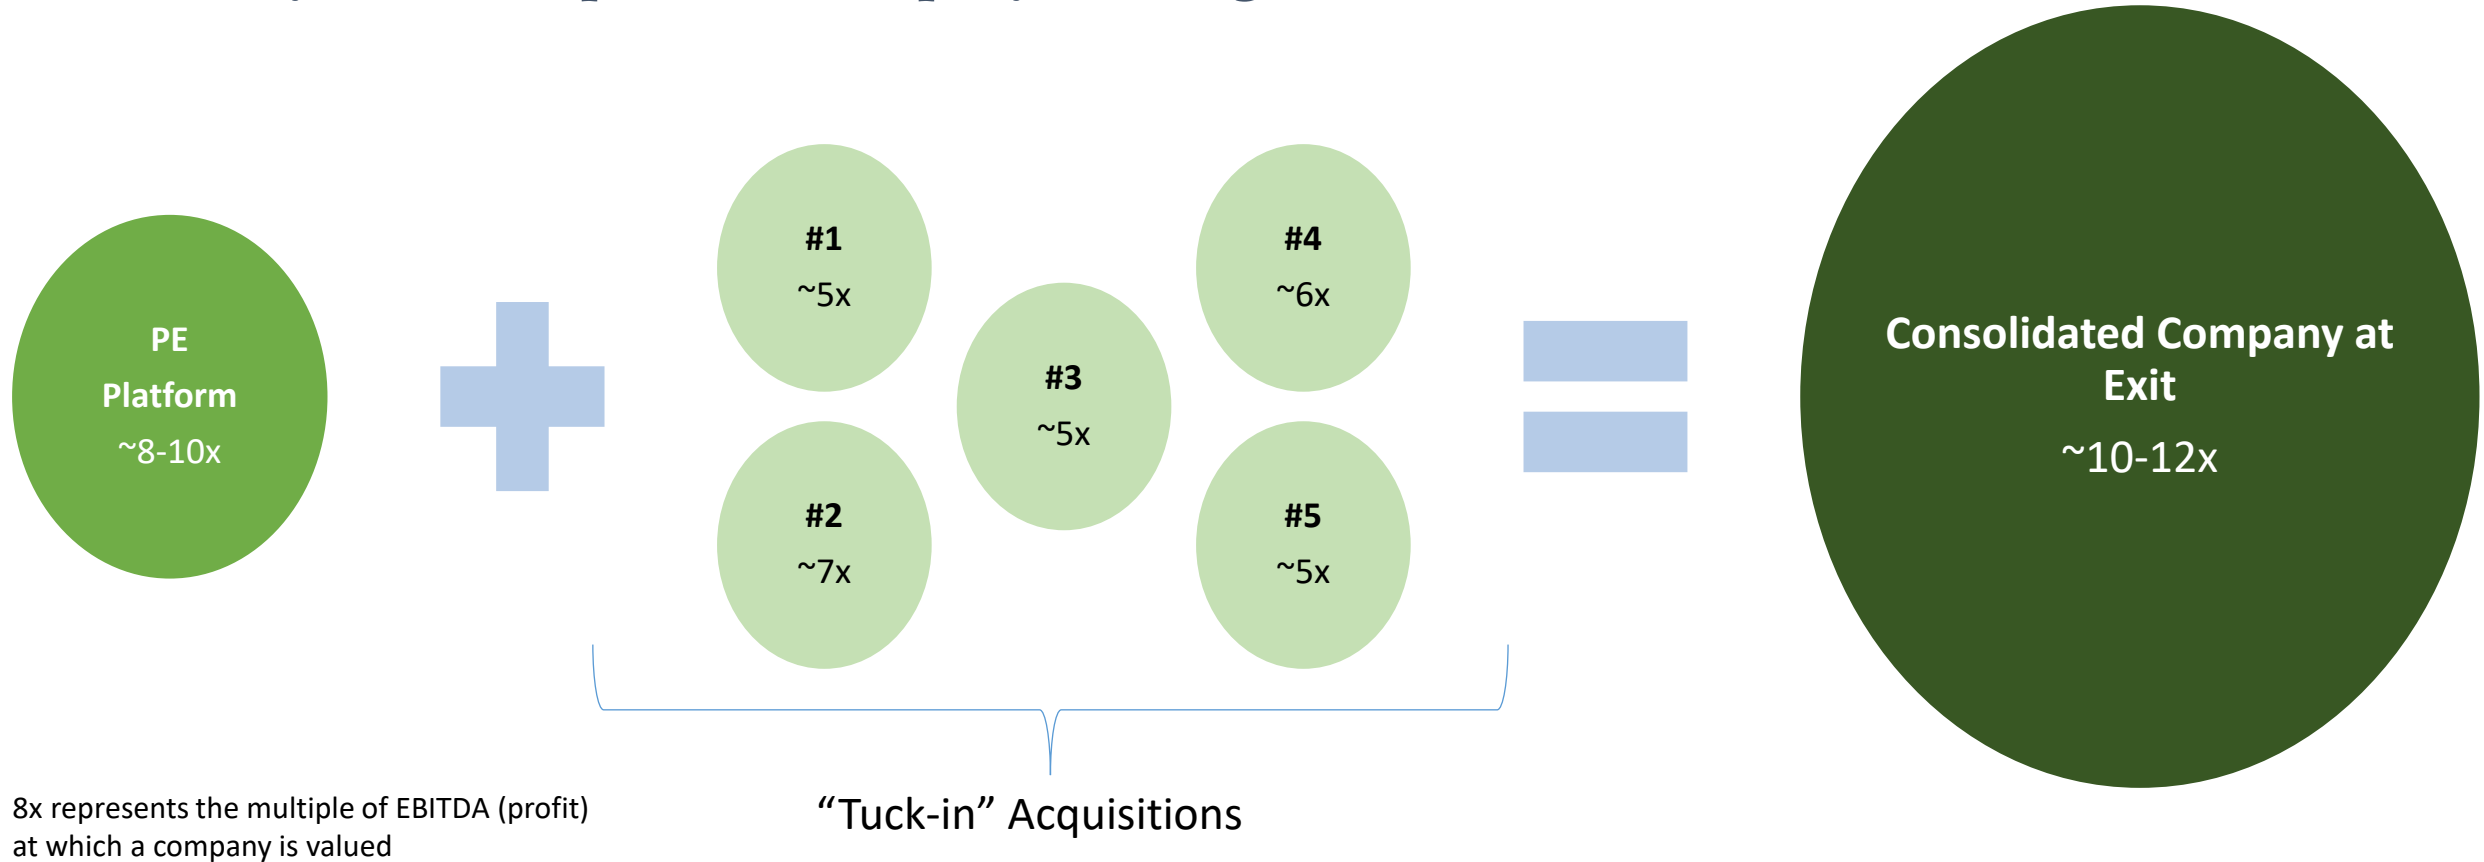 PE
Platform
~8-10x
#1
~5x
#2
~7x
#3
~5x
#4
~6x
#5
~5x
Consolidated Company at
Exit
~10-12x
“Tuck-in” Acquisitions
8x represents the multiple of EBITDA (profit)
at which a company is valued